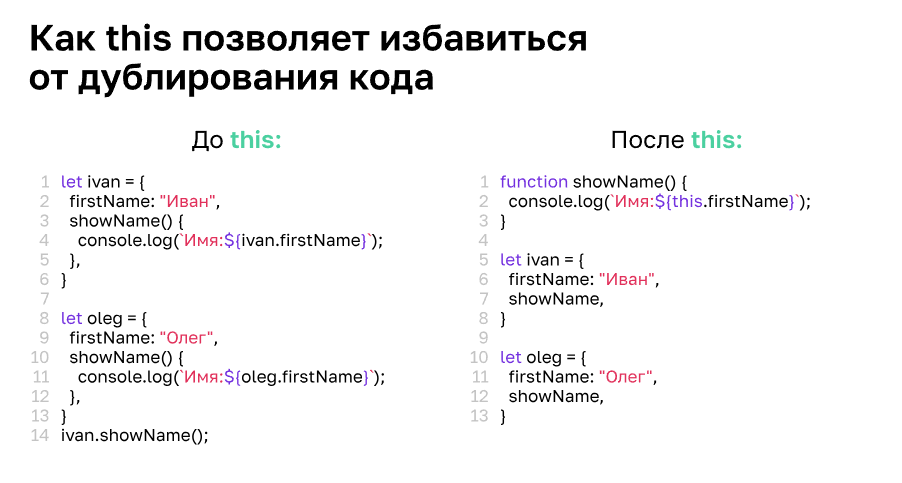 Как this позволяет избавиться
от дублирования кода
До this:
1 let ivan = {
2 firstName: "Иван",
3 showName() {
4 console.log(`Имя:${ivan.firstName}`);
5 },
6 }
7
8 let oleg = {
9 firstName: "Олег",
10 showName() {
11 console.log(`Имя:${oleg.firstName}`);
12 },
13 }
14 ivan.showName();
После this:
1 function showName() {
2 console.log(`Имя:${this.firstName}`);
3 }
4
5 let ivan = {
6 firstName: "Иван",
7 showName,
8 }
9
10 let oleg = {
11 firstName: "Олег",
12 showName,
13 }